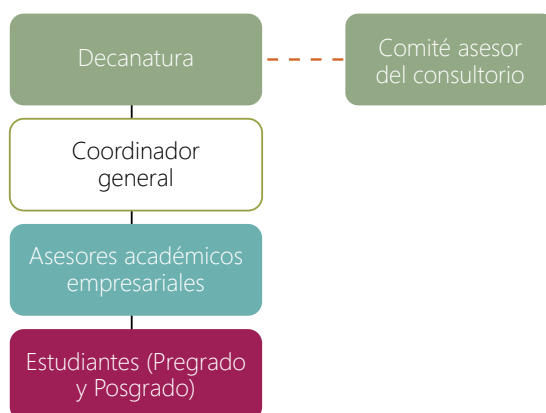 Decanatura
Comité asesor
del consultorio
Coordinador
general
Asesores académicos
empresariales
Estudiantes (Pregrado
y Posgrado)